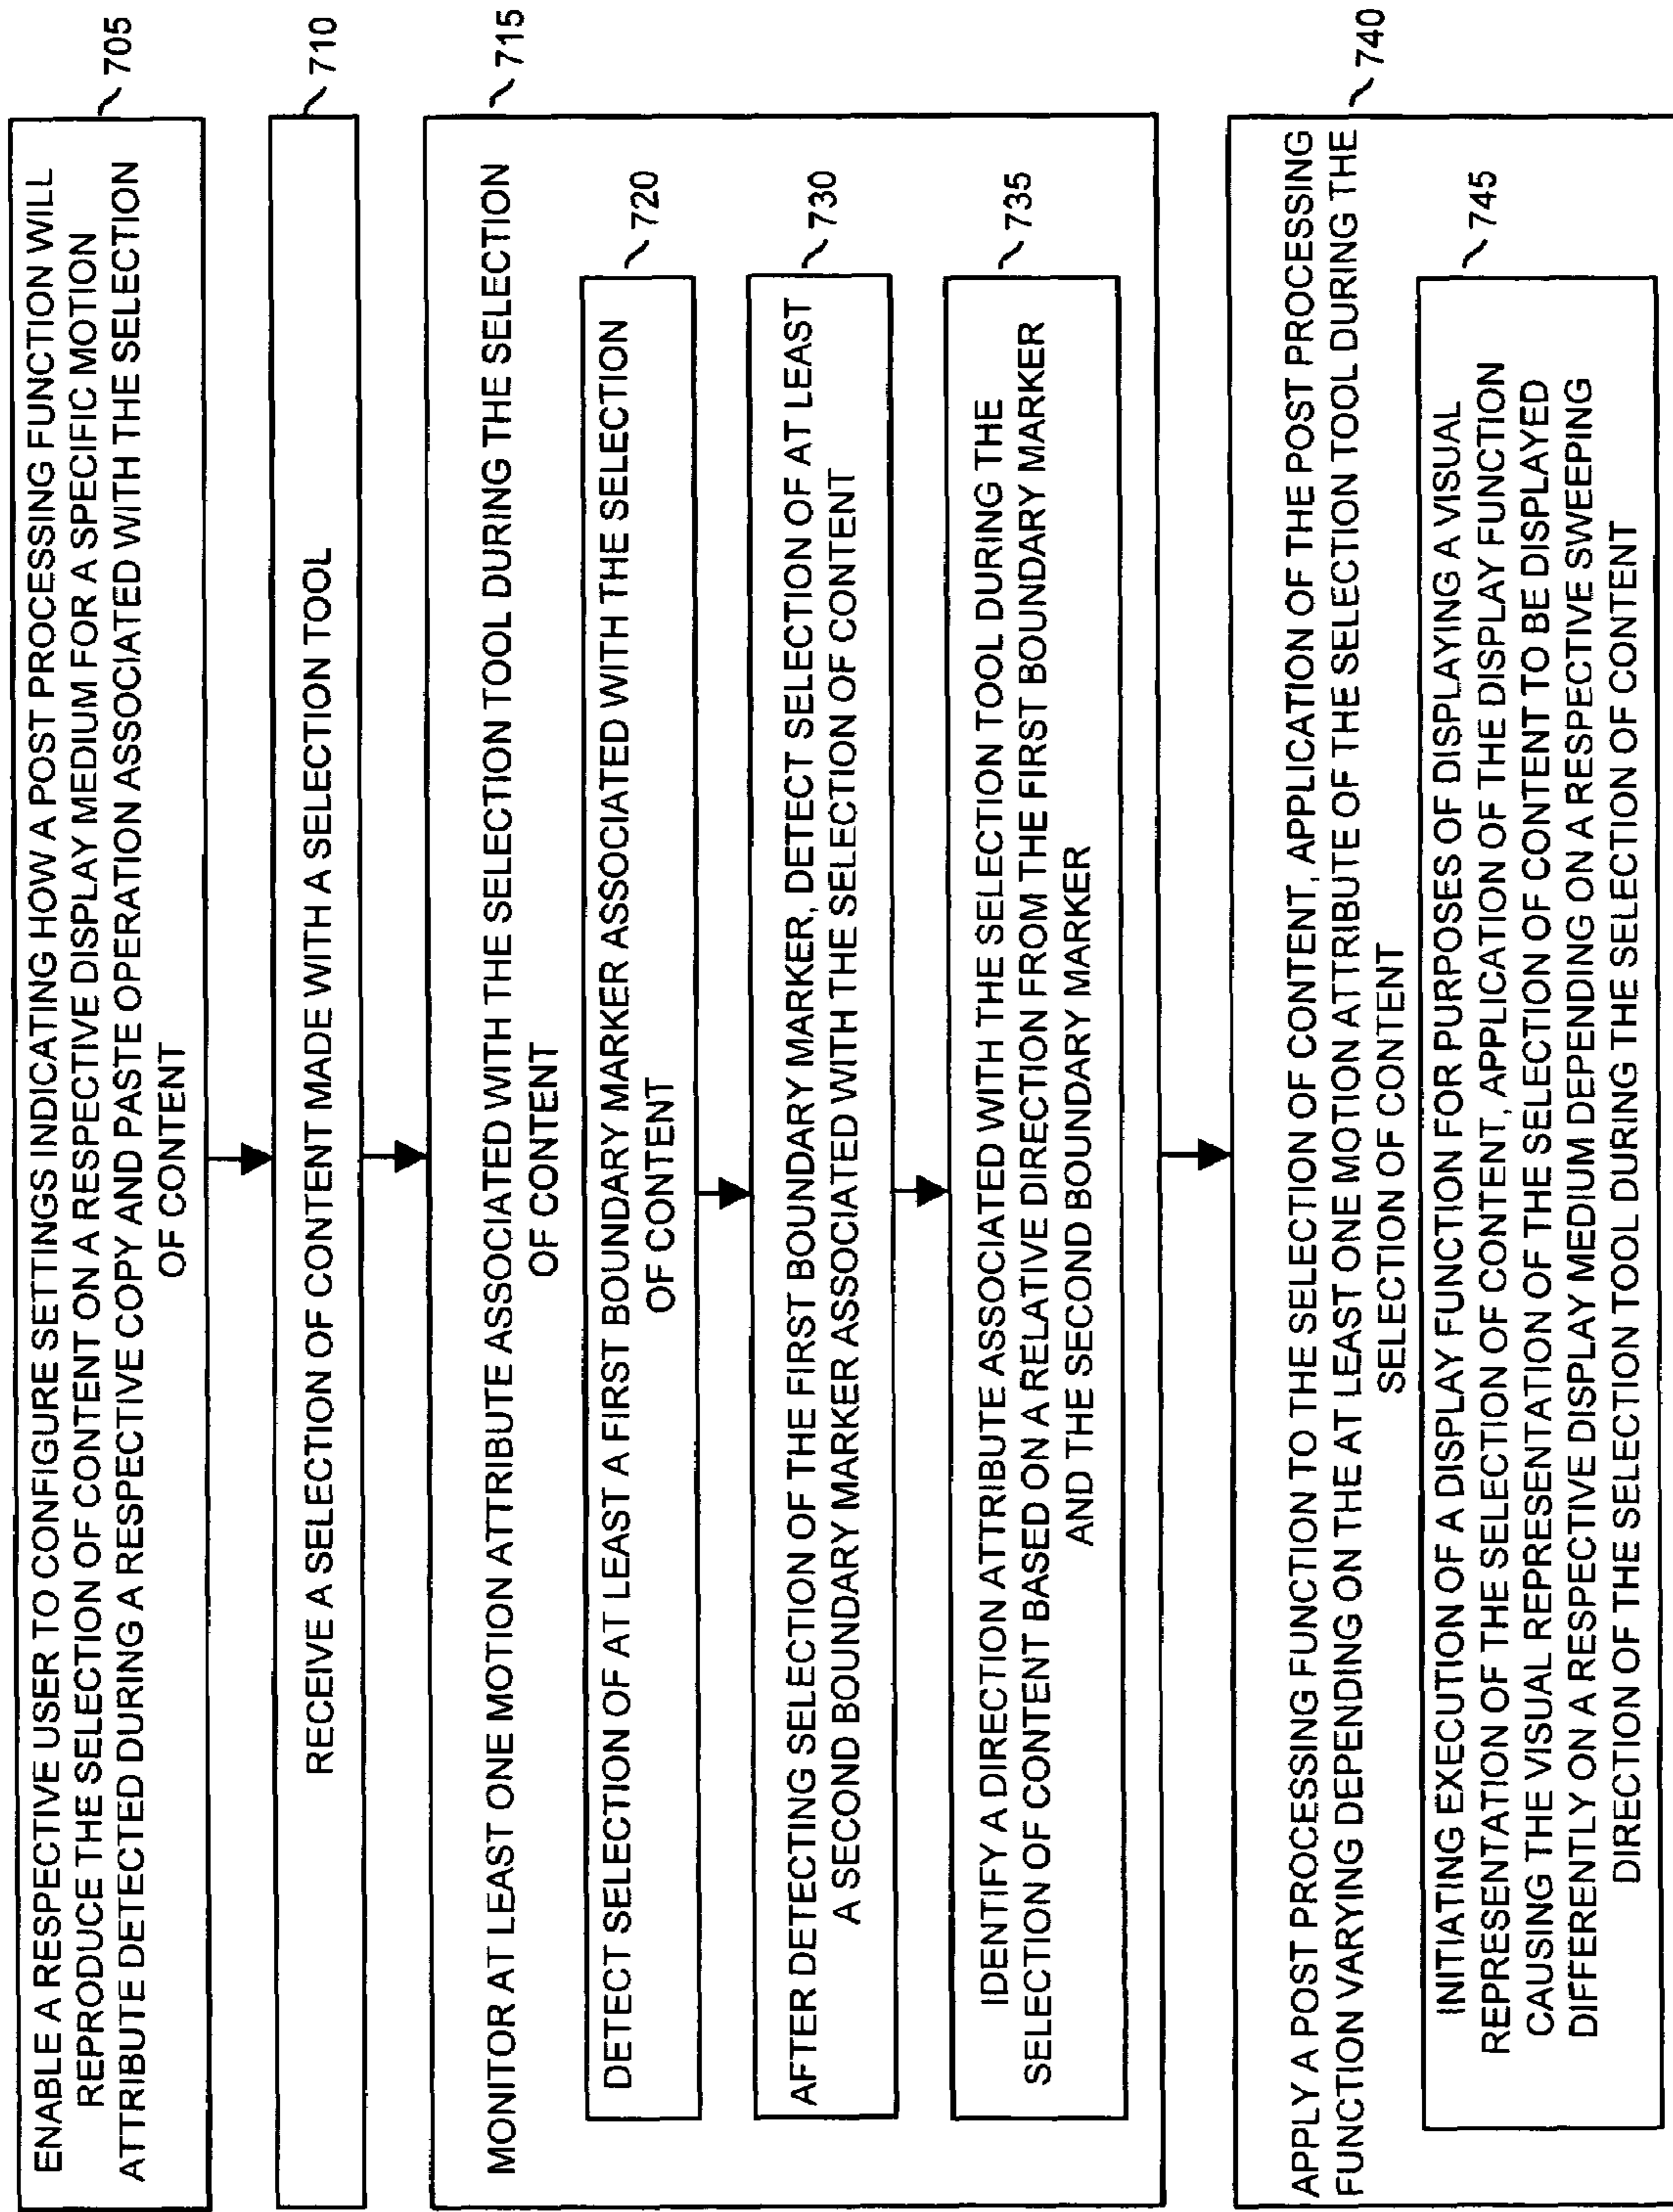 ENABLE A RESPECTIVE USER TO CONFIGURE SETTINGS INDICATING HOW A POST PROCESSING FUNCTION WILL
REPRODUCE THE SELECTION OF CONTENT ON A RESPECTIVE DISPLAY MEDIUM FOR A SPECIFIC MOTION
ATTRIBUTE DETECTED DURING A RESPECTIVE COPY AND PASTE OPERATION ASSOCIATED WITH THE SELECTION
OF CONTENT
705
RECEIVE A SELECTION OF CONTENT MADE WITH A SELECTION TOOL
710
MONITOR AT LEAST ONE MOTION ATTRIBUTE ASSOCIATED WITH THE SELECTION TOOL DURING THE SELECTION
OF CONTENT
715
DETECT SELECTION OF AT LEAST A FIRST BOUNDARY MARKER ASSOCIATED WITH THE SELECTION
OF CONTENT
720
AFTER DETECTING SELECTION OF THE FIRST BOUNDARY MARKER, DETECT SELECTION OF AT LEAST
A SECOND BOUNDARY MARKER ASSOCIATED WITH THE SELECTION OF CONTENT
730
IDENTIFY A DIRECTION ATTRIBUTE ASSOCIATED WITH THE SELECTION TOOL DURING THE
SELECTION OF CONTENT BASED ON A RELATIVE DIRECTION FROM THE FIRST BOUNDARY MARKER
AND THE SECOND BOUNDARY MARKER
735
APPLY A POST PROCESSING FUNCTION TO THE SELECTION OF CONTENT, APPLICATION OF THE POST PROCESSING
FUNCTION VARYING DEPENDING ON THE AT LEAST ONE MOTION ATTRIBUTE OF THE SELECTION TOOL DURING THE
SELECTION OF CONTENT
740
INITIATING EXECUTION OF A DISPLAY FUNCTION FOR PURPOSES OF DISPLAYING A VISUAL
REPRESENTATION OF THE SELECTION OF CONTENT, APPLICATION OF THE DISPLAY FUNCTION
CAUSING THE VISUAL REPRESENTATION OF THE SELECTION OF CONTENT TO BE DISPLAYED
DIFFERENTLY ON A RESPECTIVE DISPLAY MEDIUM DEPENDING ON A RESPECTIVE SWEEPING
DIRECTION OF THE SELECTION TOOL DURING THE SELECTION OF CONTENT
745